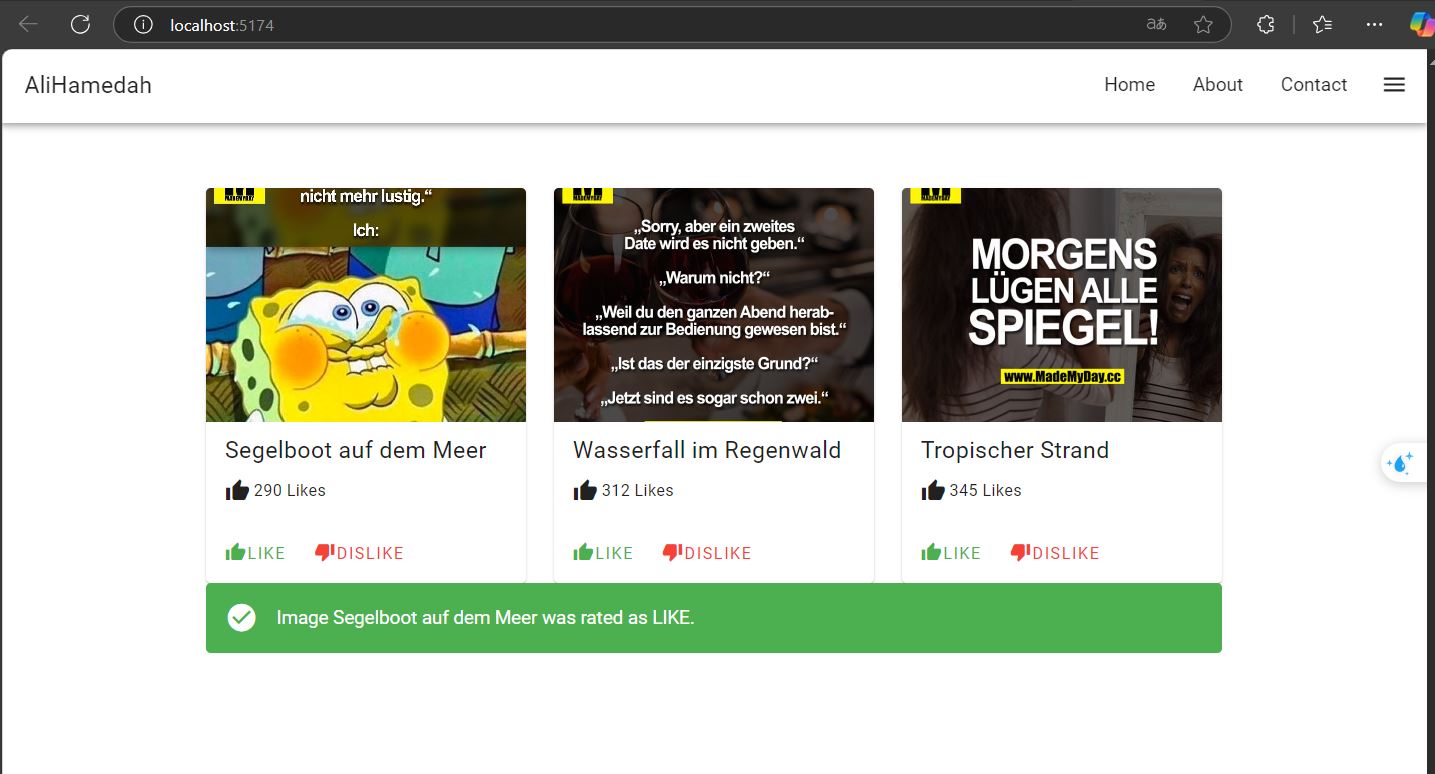 localhost:5174
AliHamedah
Home
About
Contact
nicht mehr lustig.“
Ich:
MADEMYDAY
„Sorry, aber ein zweites
Date wird es nicht geben.“
„Warum nicht?“
„Weil du den ganzen Abend herab-
lassend zur Bedienung gewesen bist.“
„Ist das der einzigste Grund?“
„Jetzt sind es sogar schon zwei.“
MADEMYDAY
MORGENS
LÜGEN ALLE
SPIEGEL!
www.MadeMyDay.cc
Segelboot auf dem Meer
290 Likes
LIKE
DISLIKE
Wasserfall im Regenwald
312 Likes
LIKE
DISLIKE
Tropischer Strand
345 Likes
LIKE
DISLIKE
Image Segelboot auf dem Meer was rated as LIKE.